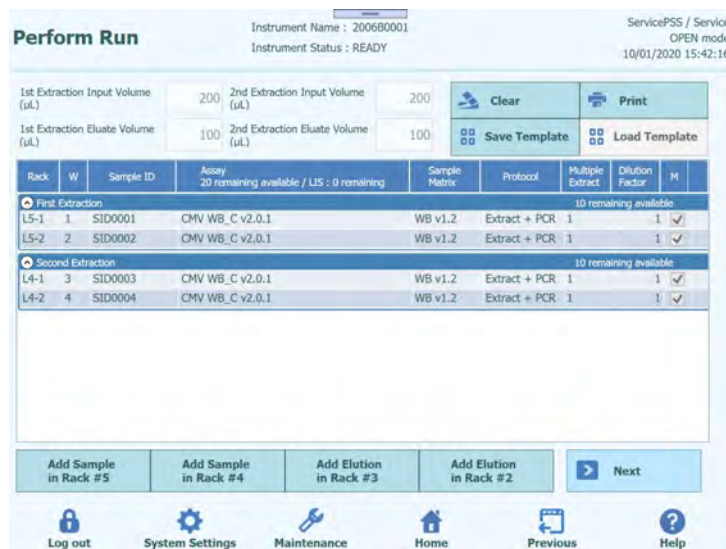 Perform Run
Instrument Name : 2006B0001
Instrument Status : READY
ServicePSS / Service
OPEN mode
10/01/2020 15:42:16
1st Extraction Input Volume (µL) 200 2nd Extraction Input Volume (µL) 200
1st Extraction Eluate Volume (µL) 100 2nd Extraction Eluate Volume (µL) 100
Clear
Print
Save Template
Load Template
Rack W Sample ID Assay 20 remaining available / LIS : 0 remaining Sample Matrix Protocol Multiple Extract Dilution Factor M
First Extraction 10 remaining available
L5-1 1 SID0001 CMV WB_C v2.0.1 WB v1.2 Extract + PCR 1 1
L5-2 2 SID0002 CMV WB_C v2.0.1 WB v1.2 Extract + PCR 1 1
Second Extraction 10 remaining available
L4-1 3 SID0003 CMV WB_C v2.0.1 WB v1.2 Extract + PCR 1 1
L4-2 4 SID0004 CMV WB_C v2.0.1 WB v1.2 Extract + PCR 1 1
Add Sample in Rack #5
Add Sample in Rack #4
Add Elution in Rack #3
Add Elution in Rack #2
Next
Log out
System Settings
Maintenance
Home
Previous
Help